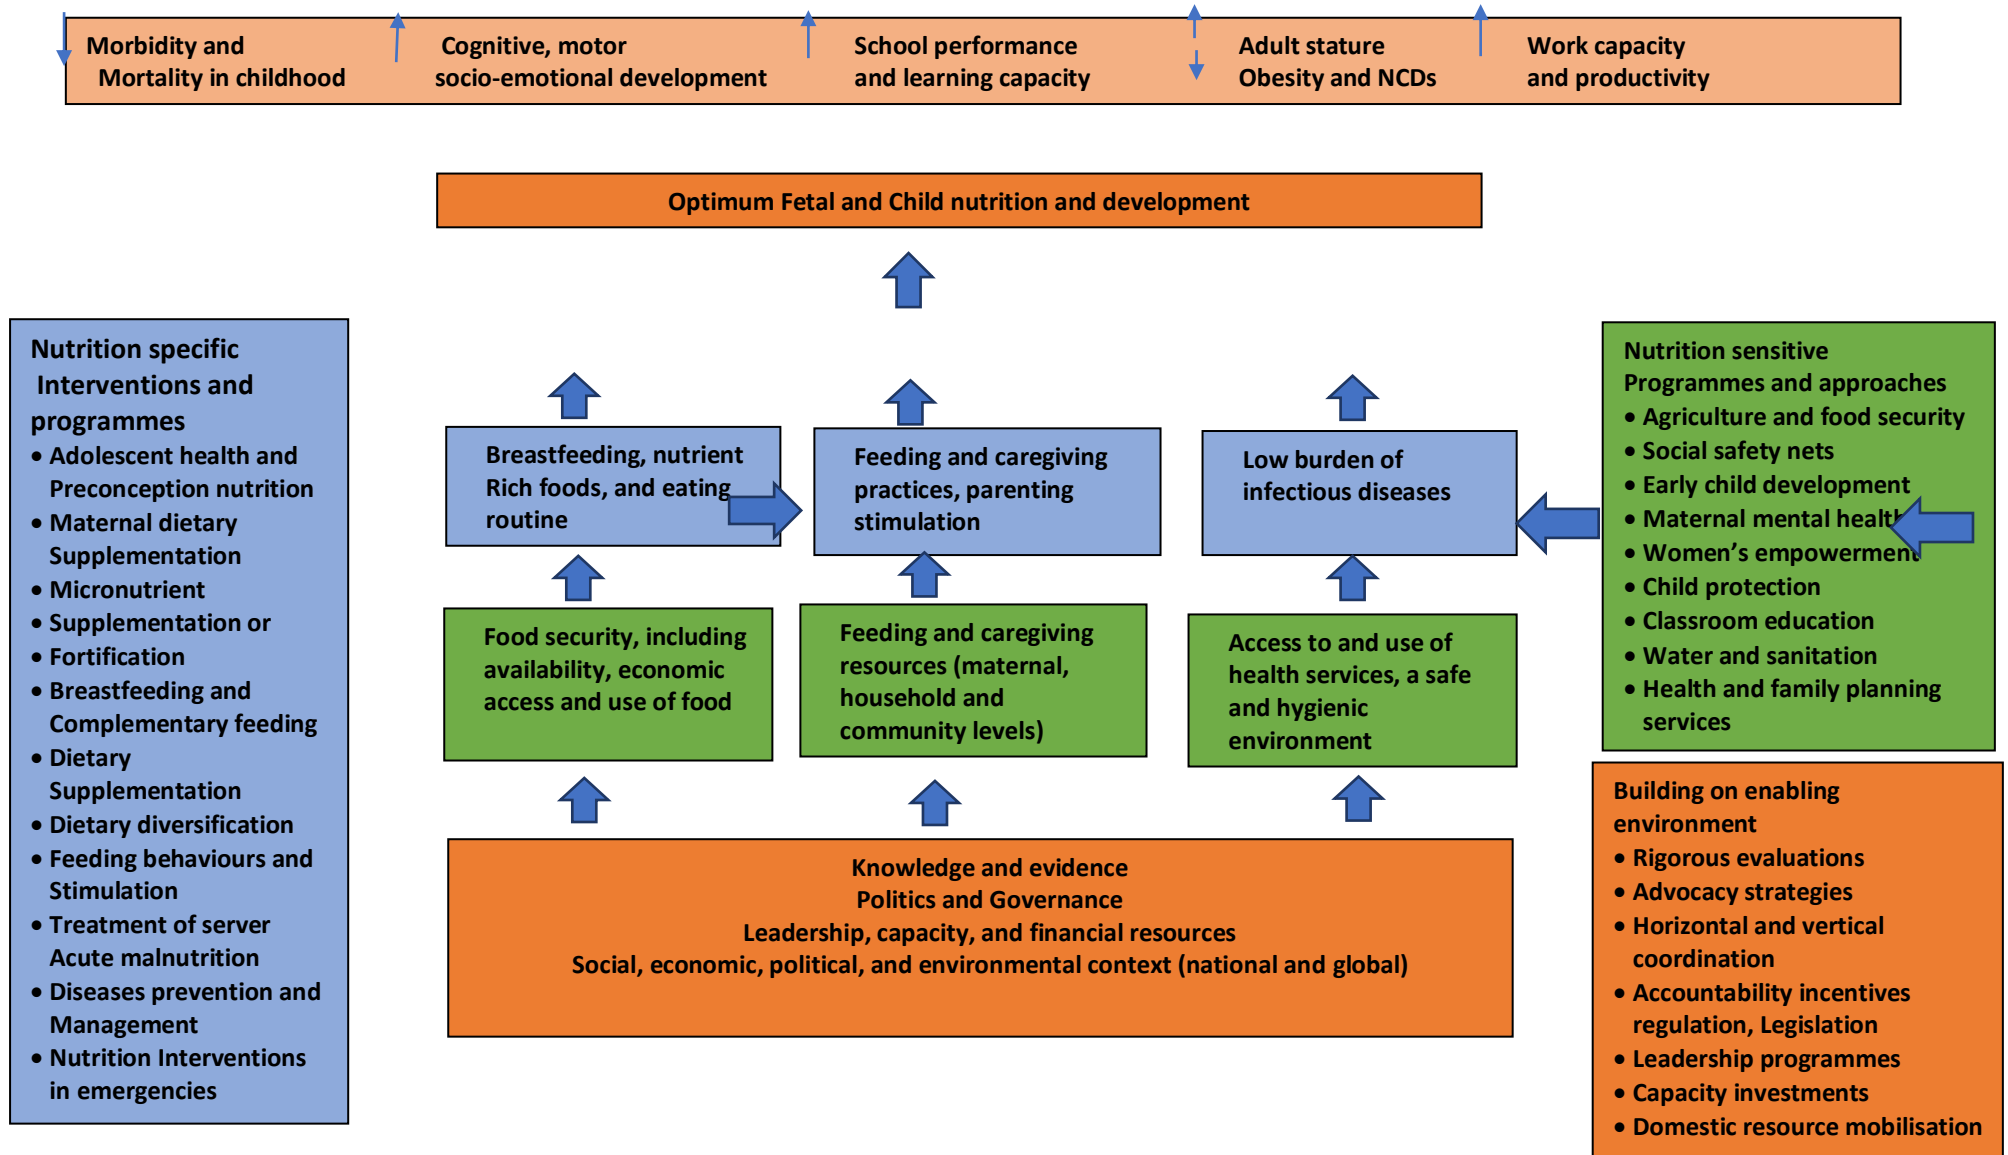 Morbidity and
Mortality in childhood
Cognitive, motor
socio-emotional development
School performance
and learning capacity
Adult stature
Obesity and NCDs
Work capacity
and productivity
Optimum Fetal and Child nutrition and development
Nutrition specific
Interventions and
programmes
• Adolescent health and
Preconception nutrition
• Maternal dietary
Supplementation
• Micronutrient
• Supplementation or
• Fortification
• Breastfeeding and
Complementary feeding
• Dietary
Supplementation
• Dietary diversification
• Feeding behaviours and
Stimulation
• Treatment of server
Acute malnutrition
• Diseases prevention and
Management
• Nutrition Interventions
in emergencies
Breastfeeding, nutrient
Rich foods, and eating
routine
Feeding and caregiving
practices, parenting
stimulation
Low burden of
infectious diseases
Food security, including
availability, economic
access and use of food
Feeding and caregiving
resources (maternal,
household and
community levels)
Access to and use of
health services, a safe
and hygienic
environment
Knowledge and evidence
Politics and Governance
Leadership, capacity, and financial resources
Social, economic, political, and environmental context (national and global)
Nutrition sensitive
Programmes and approaches
• Agriculture and food security
• Social safety nets
• Early child development
• Maternal mental health
• Women's empowerment
• Child protection
• Classroom education
• Water and sanitation
• Health and family planning
services
Building on enabling
environment
• Rigorous evaluations
• Advocacy strategies
• Horizontal and vertical
coordination
• Accountability incentives
regulation, Legislation
• Leadership programmes
• Capacity investments
• Domestic resource mobilisation